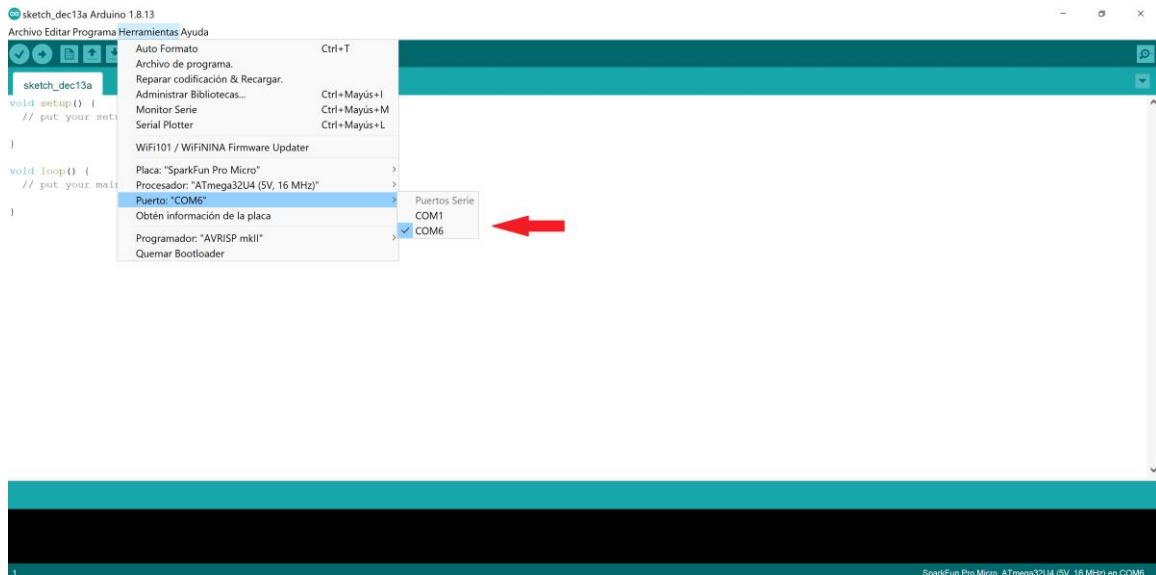 sketch_dec13a Arduino 1.8.13
Archivo Editar Programa Herramientas Ayuda
sketch_dec13a
void setup() {
// put your set
}
void loop() {
// put your mai
}
Auto Formato Ctrl+T
Archivo de programa.
Reparar codificación & Recargar.
Administrar Bibliotecas... Ctrl+Mayús+I
Monitor Serie Ctrl+Mayús+M
Serial Plotter Ctrl+Mayús+L
WiFi101 / WiFiNINA Firmware Updater
Placa: "SparkFun Pro Micro"
Procesador: "ATmega32U4 (5V, 16 MHz)"
Puerto: "COM6"
Obtén información de la placa
Programador: "AVRISP mkII"
Quemar Bootloader
Puertos Serie
COM1
COM6
1
SparkFun Pro Micro, ATmega32U4 (5V, 16 MHz) en COM6